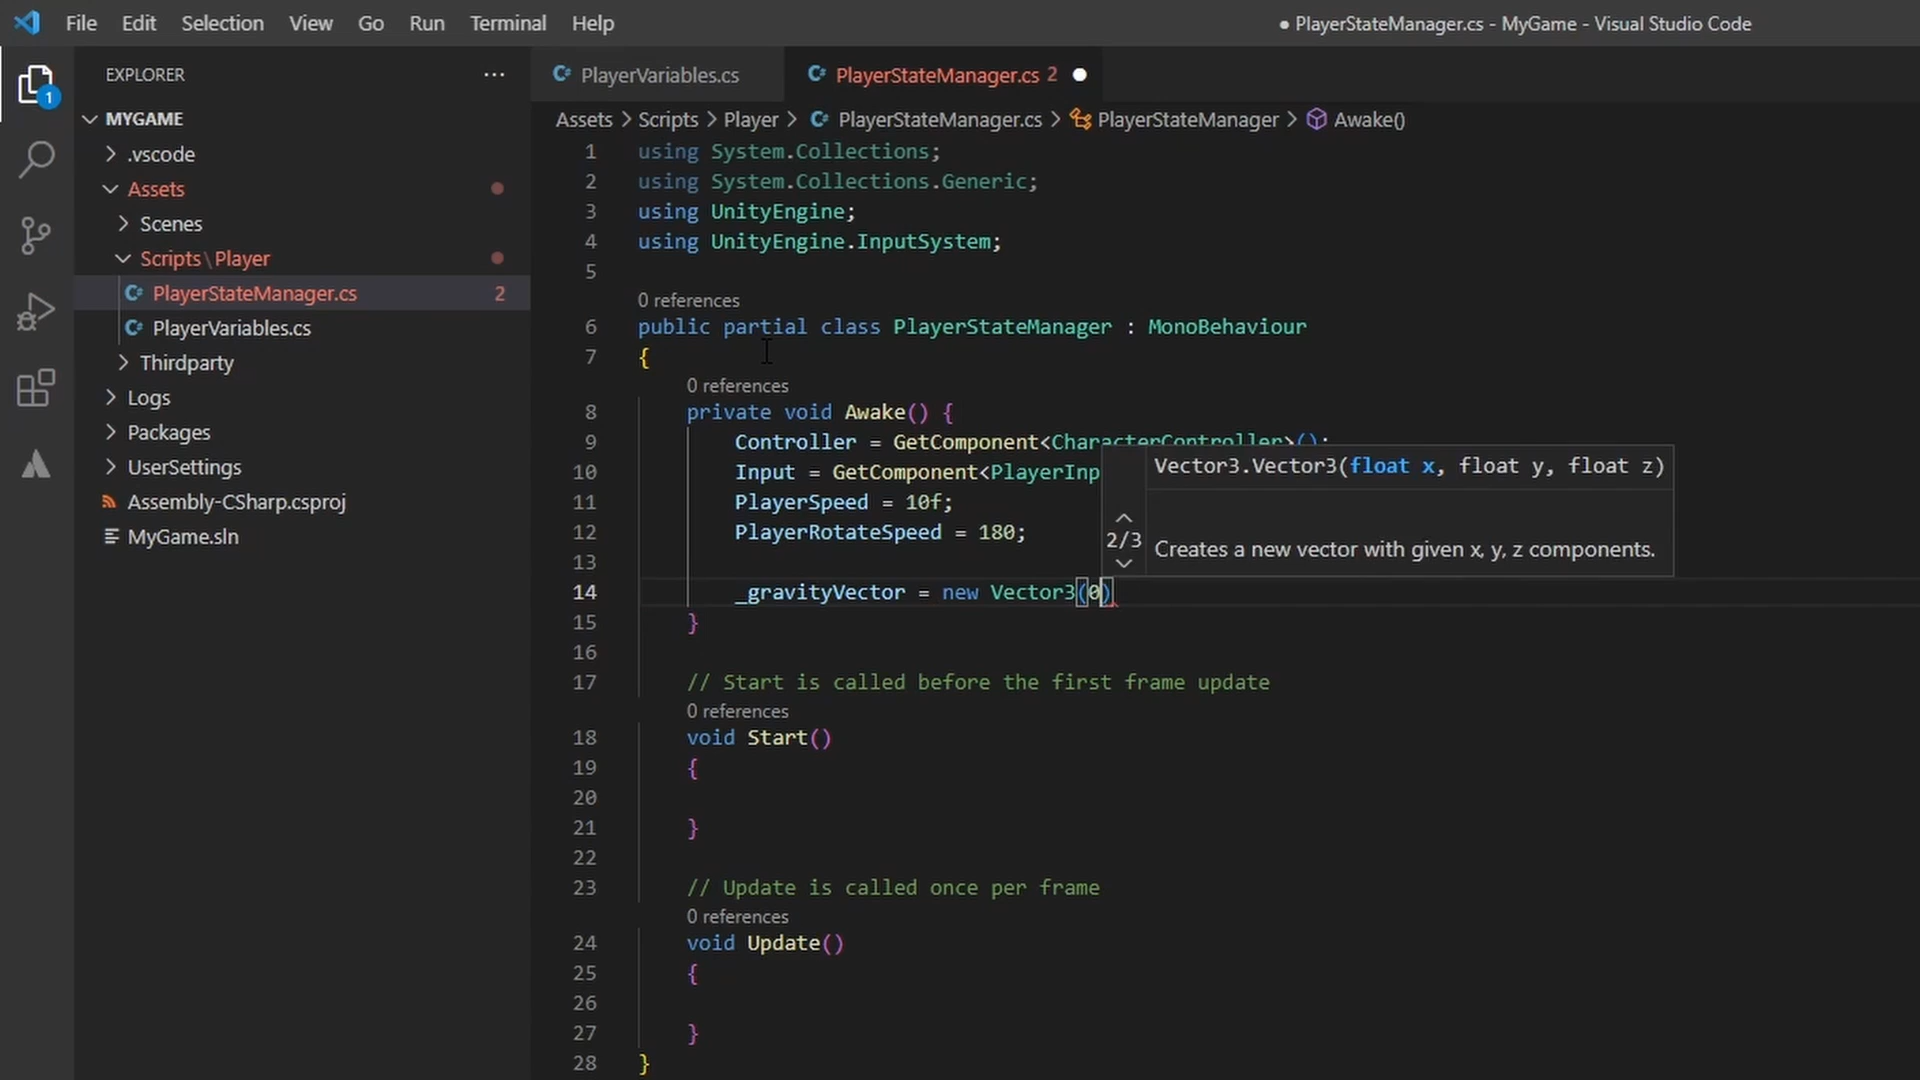 File Edit Selection View Go Run Terminal Help
● PlayerStateManager.cs - MyGame - Visual Studio Code
EXPLORER ···
1
MYGAME
.vscode
Assets
Scenes
Scripts\Player
PlayerStateManager.cs 2
PlayerVariables.cs
Thirdparty
Logs
Packages
UserSettings
Assembly-CSharp.csproj
MyGame.sln
PlayerVariables.cs PlayerStateManager.cs 2 ●
Assets > Scripts > Player > PlayerStateManager.cs > PlayerStateManager > Awake()
1 using System.Collections;
2 using System.Collections.Generic;
3 using UnityEngine;
4 using UnityEngine.InputSystem;
5
0 references
6 public partial class PlayerStateManager : MonoBehaviour
7 {
0 references
8 private void Awake() {
9 Controller = GetComponent<CharacterController>();
10 Input = GetComponent<PlayerInp
11 PlayerSpeed = 10f;
12 PlayerRotateSpeed = 180;
13
14 _gravityVector = new Vector3(0)
Vector3.Vector3(float x, float y, float z)
2/3
Creates a new vector with given x, y, z components.
15 }
16
17 // Start is called before the first frame update
0 references
18 void Start()
19 {
20
21 }
22
23 // Update is called once per frame
0 references
24 void Update()
25 {
26
27 }
28 }